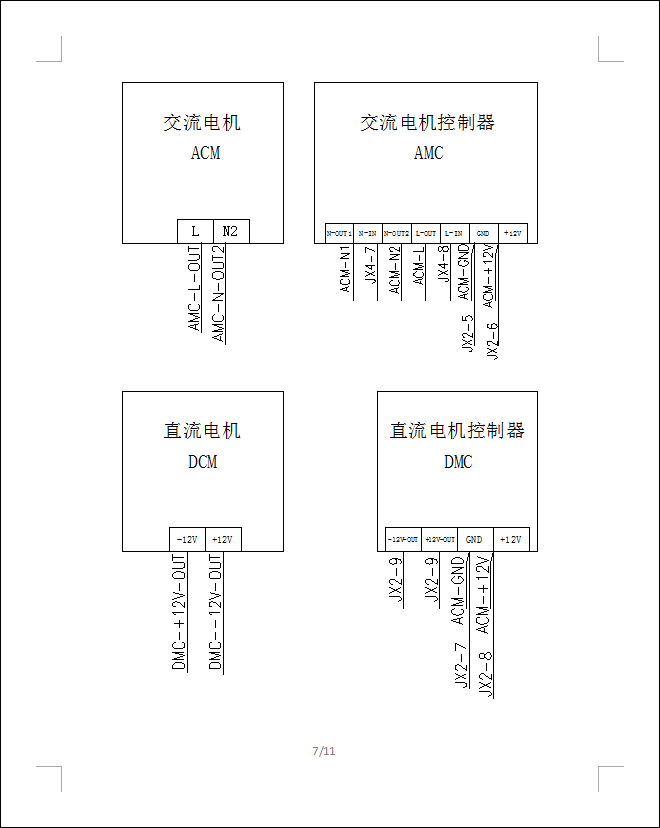 交流电机
ACM
L N2
AMC-L-OUT
AMC-N-OUT2
交流电机控制器
AMC
N-OUT1 N-IN N-OUT2 L-OUT L-IN GND +12V
ACM-N1
JX4-7
ACM-N2
ACM-L
JX4-8
JX2-5 ACM-GND
JX2-6 ACM-+12V
直流电机
DCM
-12V +12V
DMC-+12V-OUT
DMC--12V-OUT
直流电机控制器
DMC
-12V-OUT +12V-OUT GND +12V
JX2-9
JX2-9
JX2-7 ACM-GND
JX2-8 ACM-+12V
7/11